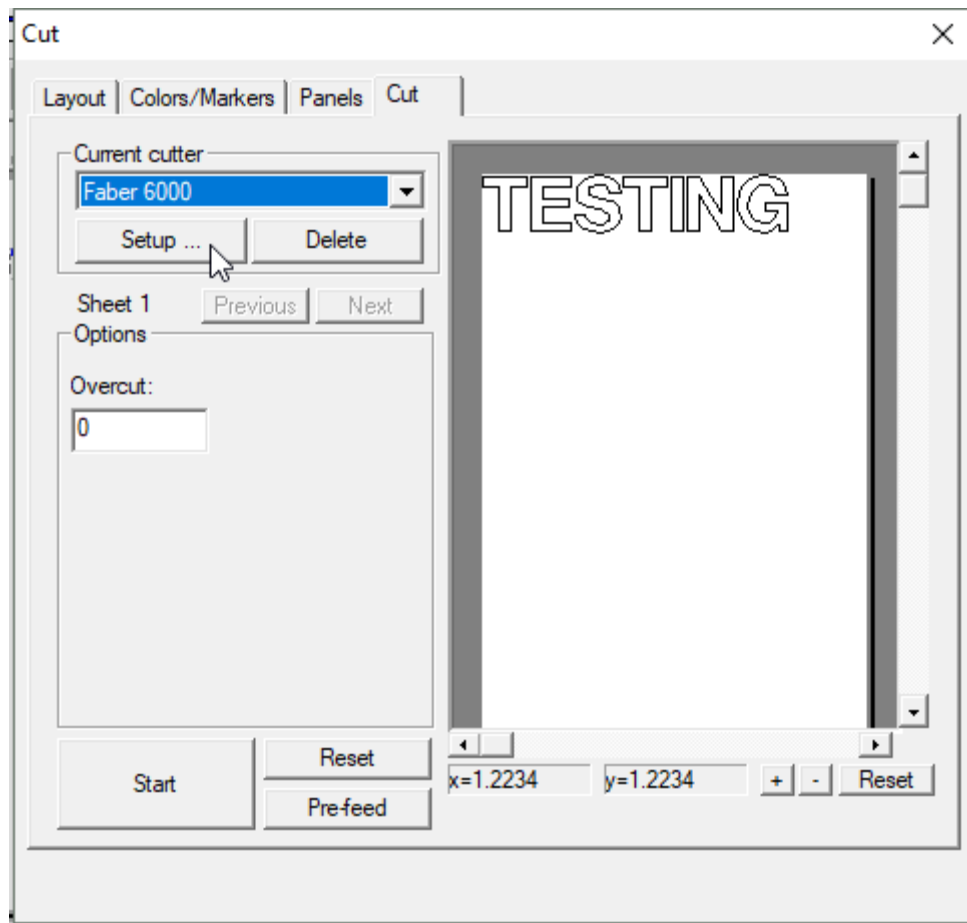 Cut
Layout Colors/Markers Panels Cut
Current cutter
Faber 6000
Setup ... Delete
Sheet 1 Previous Next
Options
Overcut:
0
Start
Reset
Pre-feed
TESTING
x=1.2234 y=1.2234 + - Reset